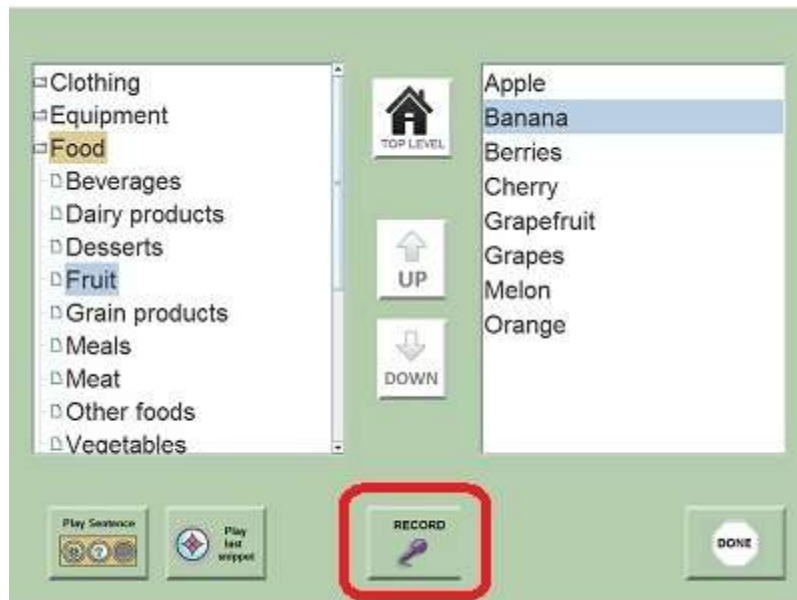 Clothing
Equipment
Food
Beverages
Dairy products
Desserts
Fruit
Grain products
Meals
Meat
Other foods
Vegetables
TOP LEVEL
UP
DOWN
Apple
Banana
Berries
Cherry
Grapefruit
Grapes
Melon
Orange
Play Sentence
?
Play
last
snippet
RECORD
DONE